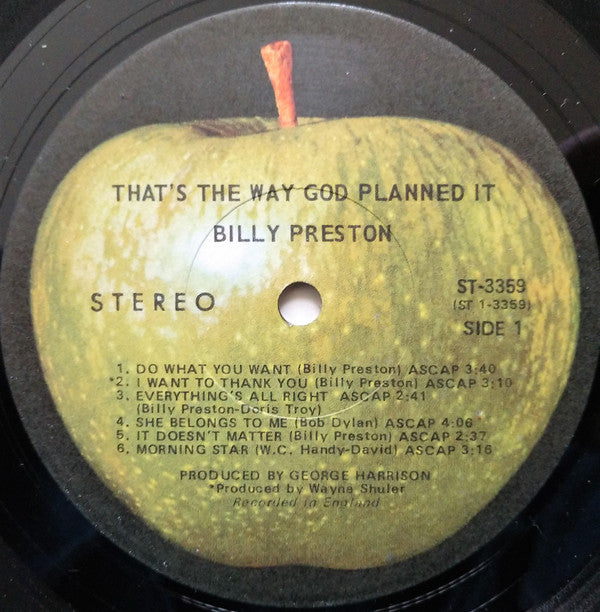 THAT'S THE WAY GOD PLANNED IT
BILLY PRESTON
STEREO
ST-3359
(ST 1-3359)
SIDE 1
1. DO WHAT YOU WANT (Billy Preston) ASCAP 3:40
*2. I WANT TO THANK YOU (Billy Preston) ASCAP 3:10
3. EVERYTHING'S ALL RIGHT ASCAP 2:41
(Billy Preston-Doris Troy)
4. SHE BELONGS TO ME (Bob Dylan) ASCAP 4:06
5. IT DOESN'T MATTER (Billy Preston) ASCAP 2:37
6. MORNING STAR (W.C. Handy-David) ASCAP 3:16
PRODUCED BY GEORGE HARRISON
*Produced by Wayne Shuler
Recorded in England